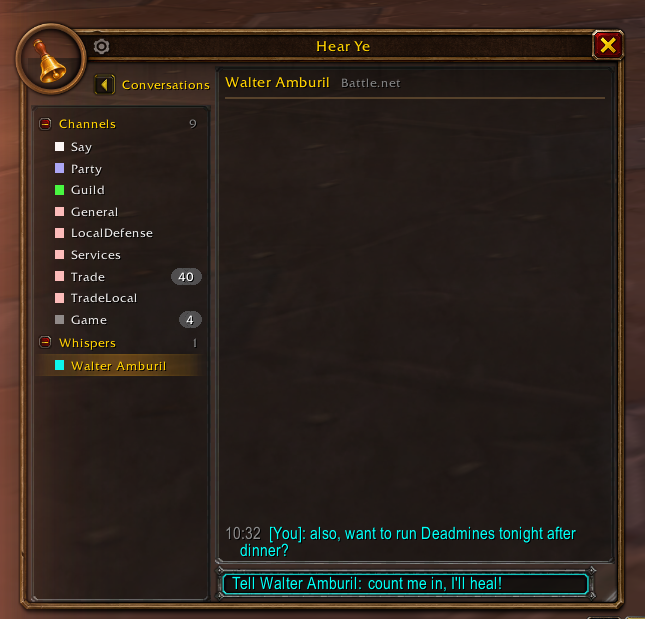 Hear Ye
Conversations
Walter Amburil Battle.net
Channels 9
Say
Party
Guild
General
LocalDefense
Services
Trade 40
TradeLocal
Game 4
Whispers 1
Walter Amburil
10:32 [You]: also, want to run Deadmines tonight after
dinner?
Tell Walter Amburil: count me in, I'll heal!